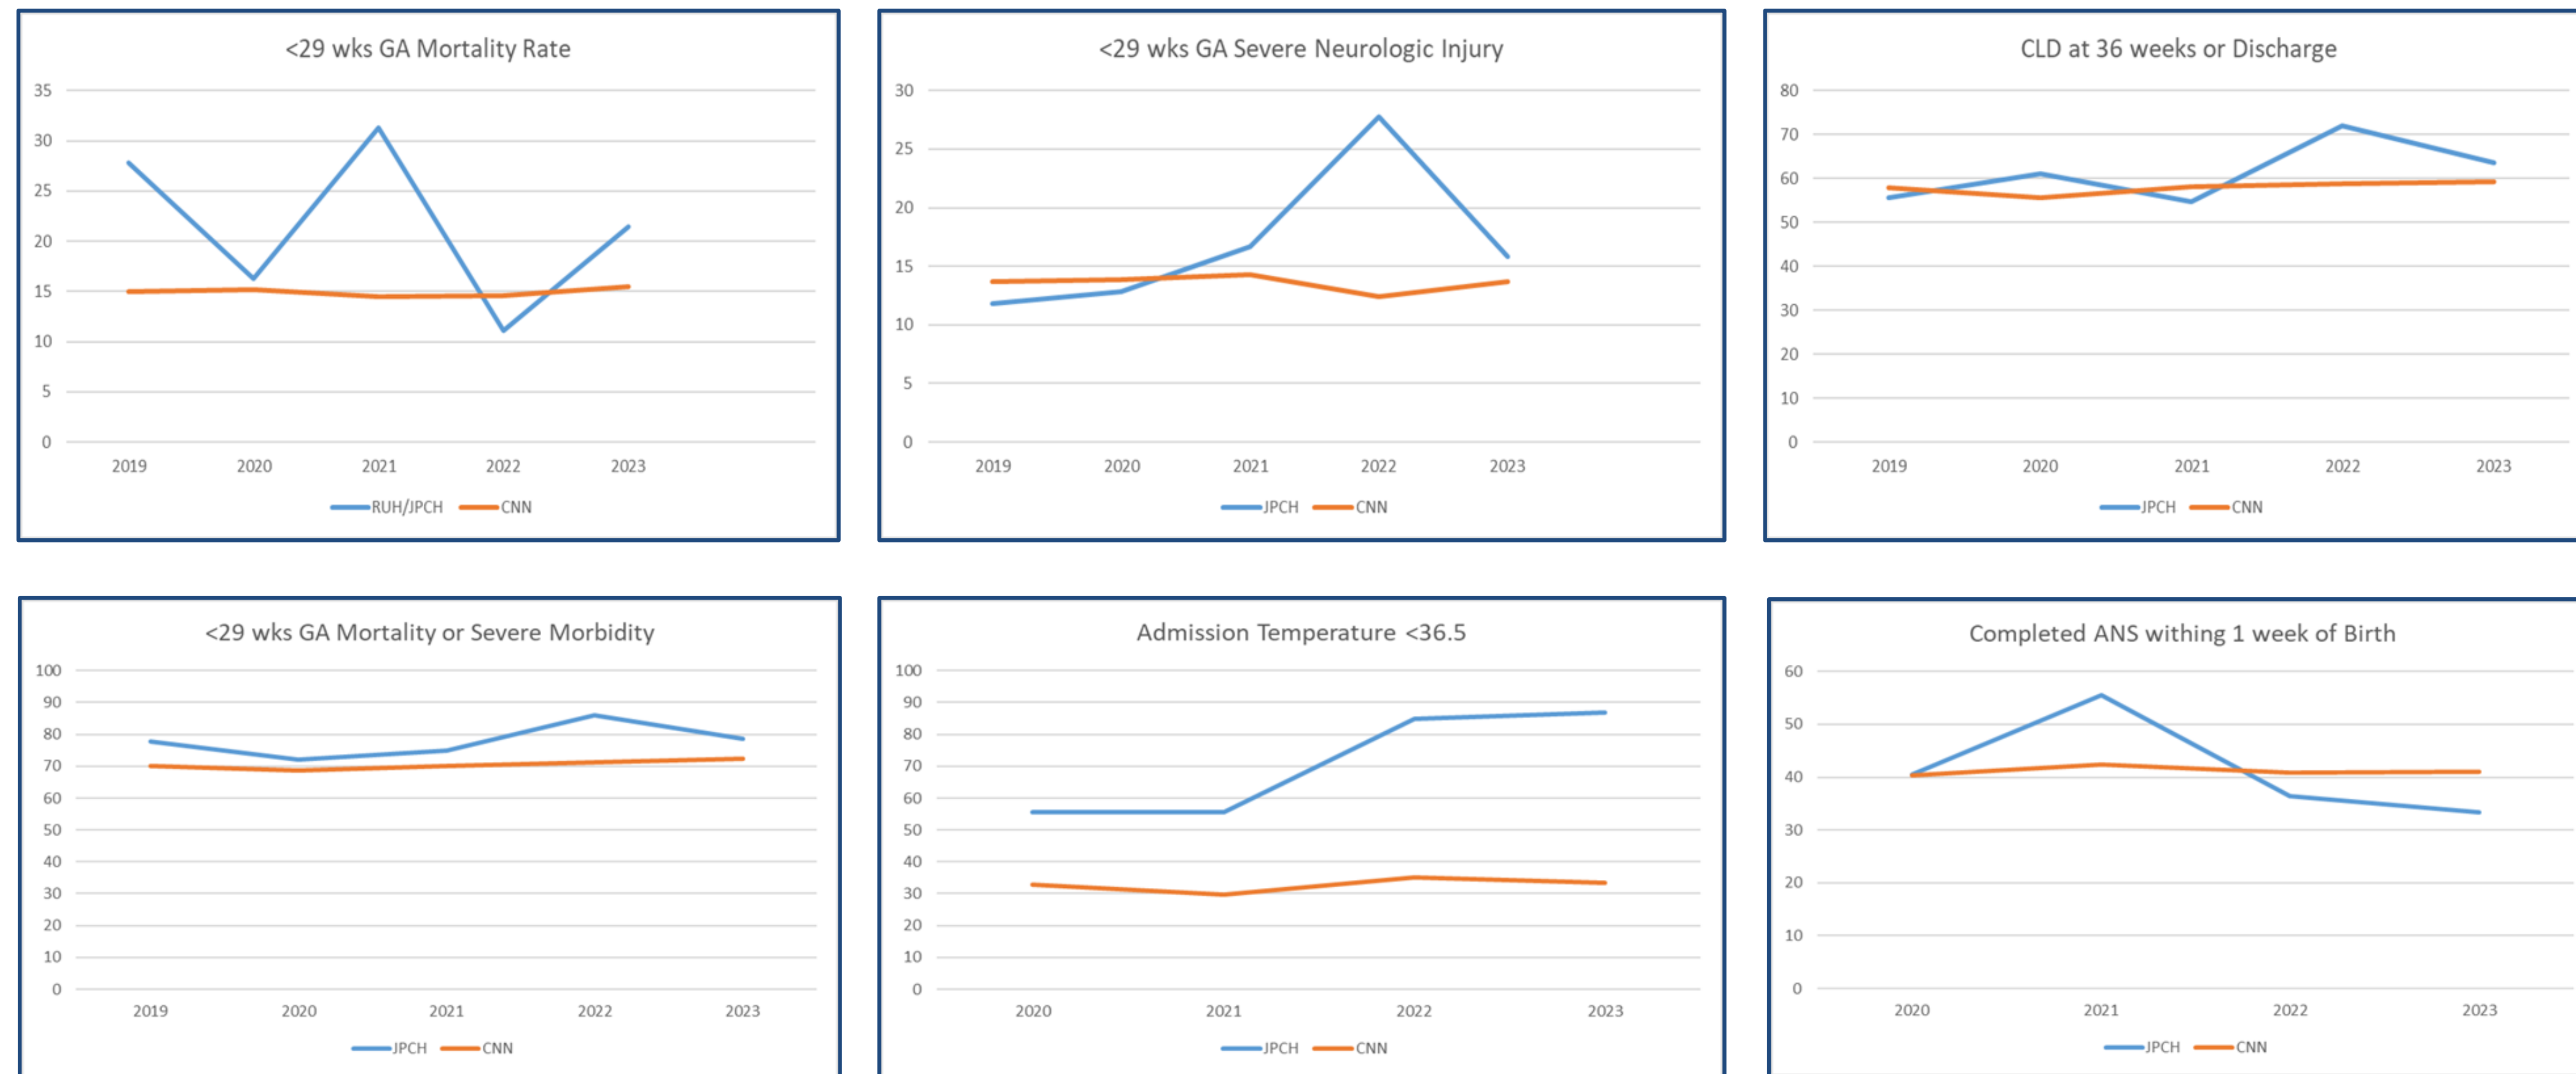 <29 wks GA Mortality Rate
35
30
25
20
15
10
5
0
2019 2020 2021 2022 2023
RUH/JPCH CNN
<29 wks GA Severe Neurologic Injury
30
25
20
15
10
5
0
2019 2020 2021 2022 2023
JPCH CNN
CLD at 36 weeks or Discharge
80
70
60
50
40
30
20
10
0
2019 2020 2021 2022 2023
JPCH CNN
<29 wks GA Mortality or Severe Morbidity
100
90
80
70
60
50
40
30
20
10
0
2019 2020 2021 2022 2023
JPCH CNN
Admission Temperature <36.5
100
90
80
70
60
50
40
30
20
10
0
2020 2021 2022 2023
JPCH CNN
Completed ANS withing 1 week of Birth
60
50
40
30
20
10
0
2020 2021 2022 2023
JPCH CNN